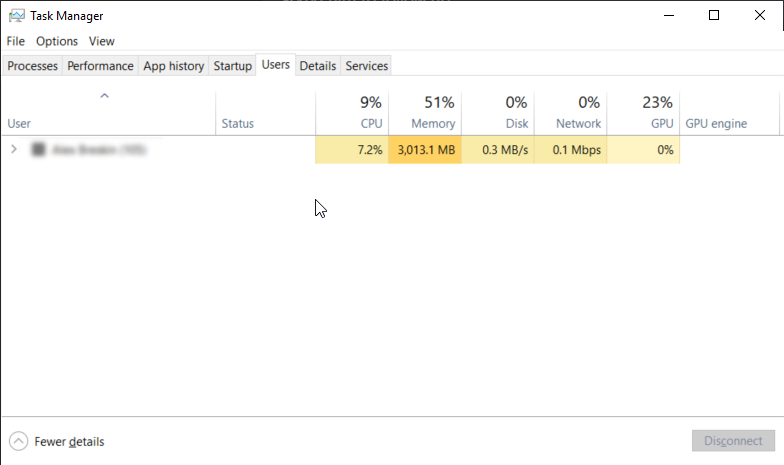 Task Manager
File Options View
Processes Performance App history Startup Users Details Services
9% 51% 0% 0% 23%
User Status CPU Memory Disk Network GPU GPU engine
7.2% 3,013.1 MB 0.3 MB/s 0.1 Mbps 0%
Fewer details Disconnect